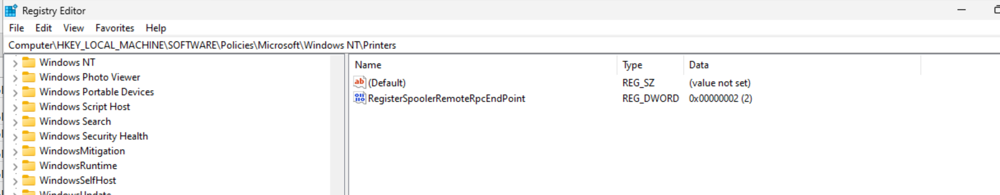 Registry Editor
File Edit View Favorites Help
Computer\HKEY_LOCAL_MACHINE\SOFTWARE\Policies\Microsoft\Windows NT\Printers
Windows NT
Windows Photo Viewer
Windows Portable Devices
Windows Script Host
Windows Search
Windows Security Health
WindowsMitigation
WindowsRuntime
WindowsSelfHost
WindowsUpdate
Name Type Data
ab (Default) REG_SZ (value not set)
RegisterSpoolerRemoteRpcEndPoint REG_DWORD 0x00000002 (2)